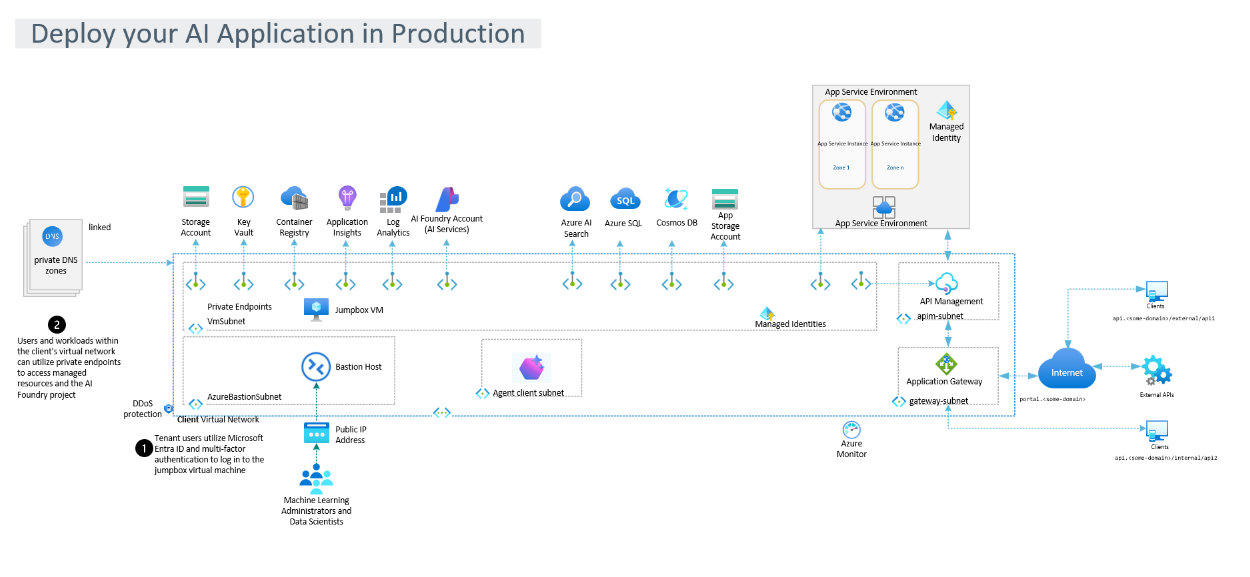 Deploy your AI Application in Production
App Service Environment
App Service Instance
App Service Instance
Zone 1
Zone n
Managed
Identity
App Service Environment
Storage
Account
Key
Vault
Container
Registry
Application
Insights
Log
Analytics
AI Foundry Account
(AI Services)
Azure AI
Search
SQL
Azure SQL
Cosmos DB
App
Storage
Account
DNS
private DNS
zones
linked
Private Endpoints
VmSubnet
Jumpbox VM
Managed Identities
API Management
apim-subnet
Clients
api.<some-domain>/external/api1
2
Users and workloads within
the client's virtual network
can utilize private endpoints
to access managed
resources and the AI
Foundry project
Bastion Host
AzureBastionSubnet
Agent client subnet
Application Gateway
gateway-subnet
Internet
portal.<some-domain>
External APIs
DDoS
protection
Client Virtual Network
1
Tenant users utilize Microsoft
Entra ID and multi-factor
authentication to log in to the
jumpbox virtual machine
Public IP
Address
Azure
Monitor
Clients
api.<some-domain>/internal/api2
Machine Learning
Administrators and
Data Scientists